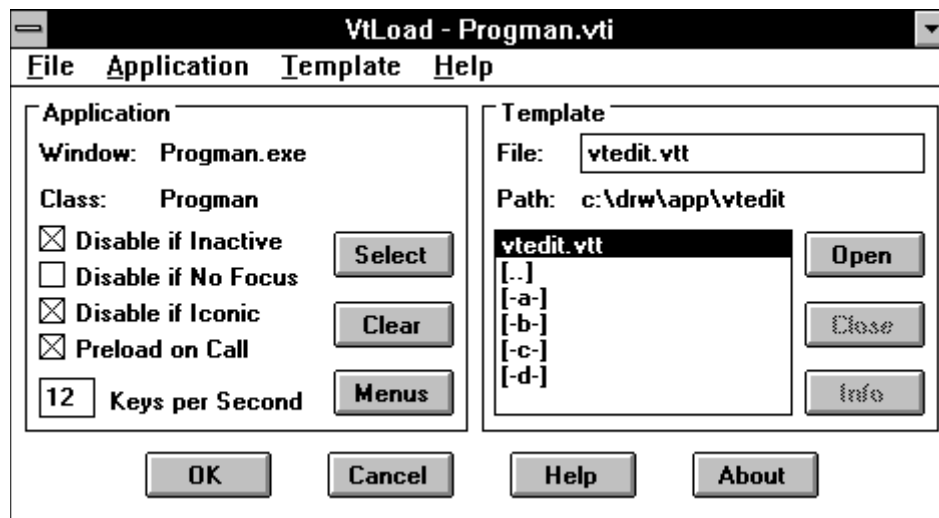 VtLoad - Progman.vti
File Application Template Help
Application
Window: Progman.exe
Class: Progman
Disable if Inactive
Disable if No Focus
Disable if Iconic
Preload on Call
12 Keys per Second
Select
Clear
Menus
Template
File: vtedit.vtt
Path: c:\drw\app\vtedit
vtedit.vtt
[..]
[-a-]
[-b-]
[-c-]
[-d-]
Open
Close
Info
OK Cancel Help About